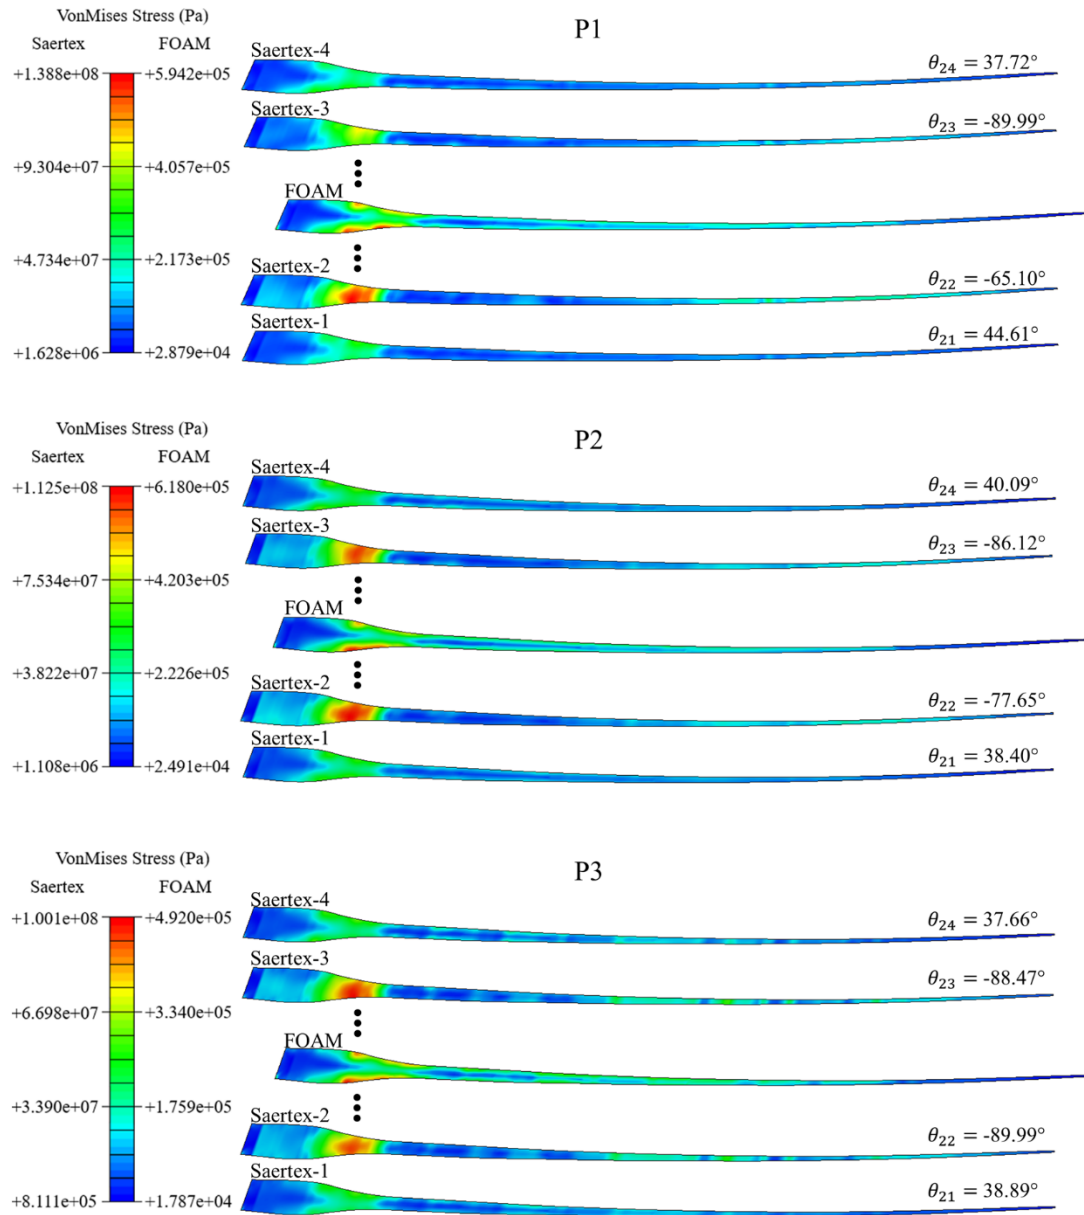 VonMises Stress (Pa)
Saertex FOAM
P1
+1.388e+08 +5.942e+05
+9.304e+07 +4.057e+05
+4.734e+07 +2.173e+05
+1.628e+06 +2.879e+04
Saertex-4
θ₂₄ = 37.72°
Saertex-3
θ₂₃ = -89.99°
FOAM
Saertex-2
θ₂₂ = -65.10°
Saertex-1
θ₂₁ = 44.61°
VonMises Stress (Pa)
Saertex FOAM
P2
+1.125e+08 +6.180e+05
+7.534e+07 +4.203e+05
+3.822e+07 +2.226e+05
+1.108e+06 +2.491e+04
Saertex-4
θ₂₄ = 40.09°
Saertex-3
θ₂₃ = -86.12°
FOAM
Saertex-2
θ₂₂ = -77.65°
Saertex-1
θ₂₁ = 38.40°
VonMises Stress (Pa)
Saertex FOAM
P3
+1.001e+08 +4.920e+05
+6.698e+07 +3.340e+05
+3.390e+07 +1.759e+05
+8.111e+05 +1.787e+04
Saertex-4
θ₂₄ = 37.66°
Saertex-3
θ₂₃ = -88.47°
FOAM
Saertex-2
θ₂₂ = -89.99°
Saertex-1
θ₂₁ = 38.89°